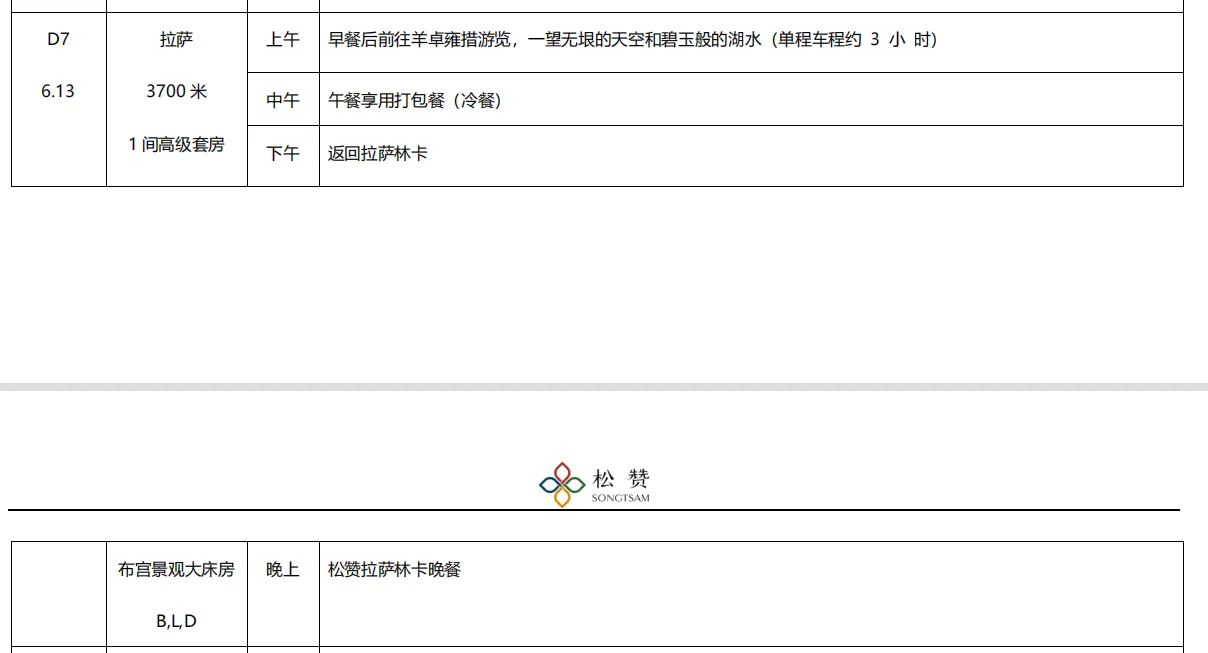 D7
6.13
拉萨
3700 米
1 间高级套房
上午
早餐后前往羊卓雍措游览，一望无垠的天空和碧玉般的湖水（单程车程约 3 小 时）
中午
午餐享用打包餐（冷餐）
下午
返回拉萨林卡
松 赞
SONGTSAM
布宫景观大床房
B,L,D
晚上
松赞拉萨林卡晚餐